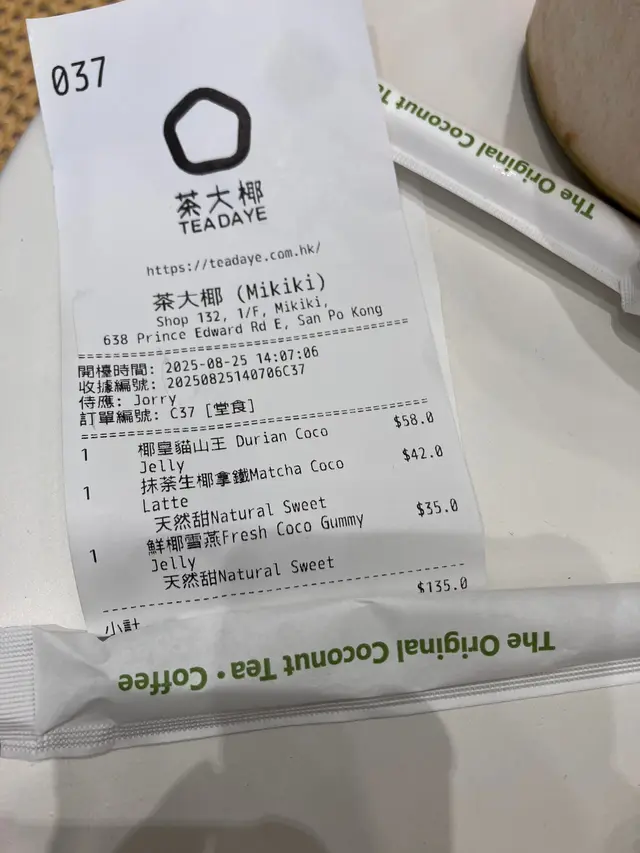 037
茶大椰
TEADAYE
https://teadaye.com.hk/
茶大椰 (Mikiki)
Shop 132, 1/F, Mikiki,
638 Prince Edward Rd E, San Po Kong
開檯時間: 2025-08-25 14:07:06
收據編號: 20250825140706C37
侍應: Jorry
訂單編號: C37 [堂食]
1 椰皇貓山王 Durian Coco $58.0
Jelly
1 抹茶生椰拿鐵Matcha Coco $42.0
Latte
天然甜Natural Sweet
1 鮮椰雪燕Fresh Coco Gummy $35.0
Jelly
天然甜Natural Sweet
小計 $135.0
The Original Coconut Te
The Original Coconut Tea • Coffee